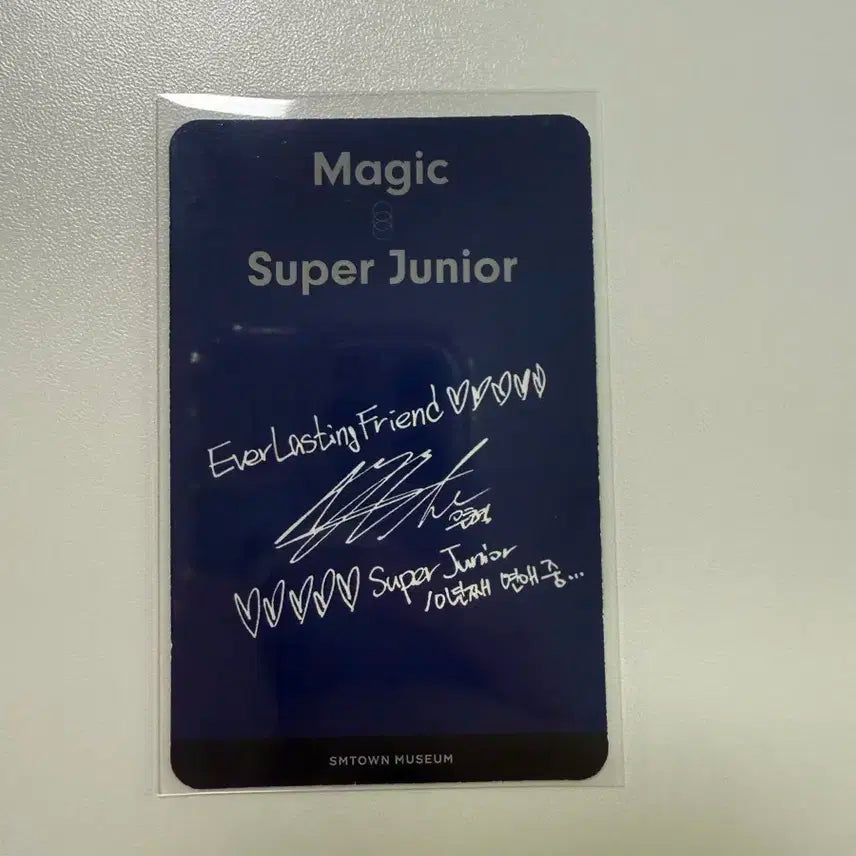 Magic
Super Junior
EverLastingFriend ♡♡♡♡♡
은혁
♡♡♡♡♡ Super Junior
10년째 연애중...
SMTOWN MUSEUM